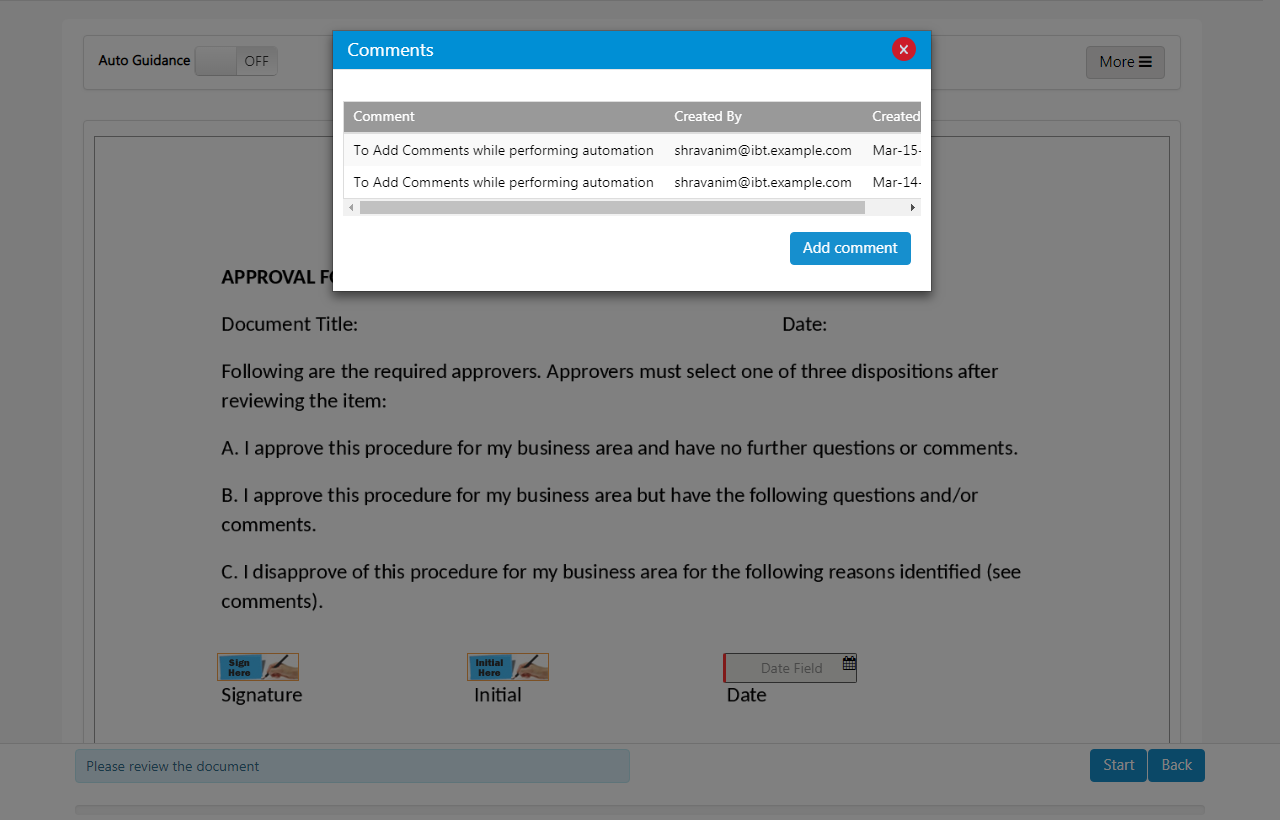 Comments
Auto Guidance OFF
More
Comment Created By Created
To Add Comments while performing automation shravanim@ibt.example.com Mar-15-
To Add Comments while performing automation shravanim@ibt.example.com Mar-14-
Add comment
APPROVAL
Document Title: Date:
Following are the required approvers. Approvers must select one of three dispositions after
reviewing the item:
A. I approve this procedure for my business area and have no further questions or comments.
B. I approve this procedure for my business area but have the following questions and/or
comments.
C. I disapprove of this procedure for my business area for the following reasons identified (see
comments).
Sign
Here
Initial
Here
Date Field
Signature Initial Date
Please review the document
Start Back